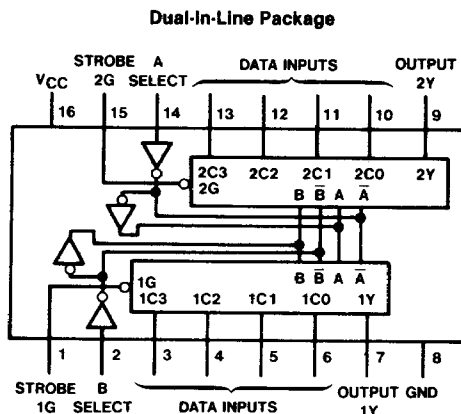 Dual-In-Line Package
STROBE A DATA INPUTS OUTPUT
VCC 2G SELECT 2Y
16 15 14 13 12 11 10 9
2C3 2C2 2C1 2C0 2Y
2G B B̅ A A̅
B B̅ A A̅
1G
1C3 1C2 1C1 1C0 1Y
1 2 3 4 5 6 7 8
STROBE B DATA INPUTS OUTPUT GND
1G SELECT 1Y